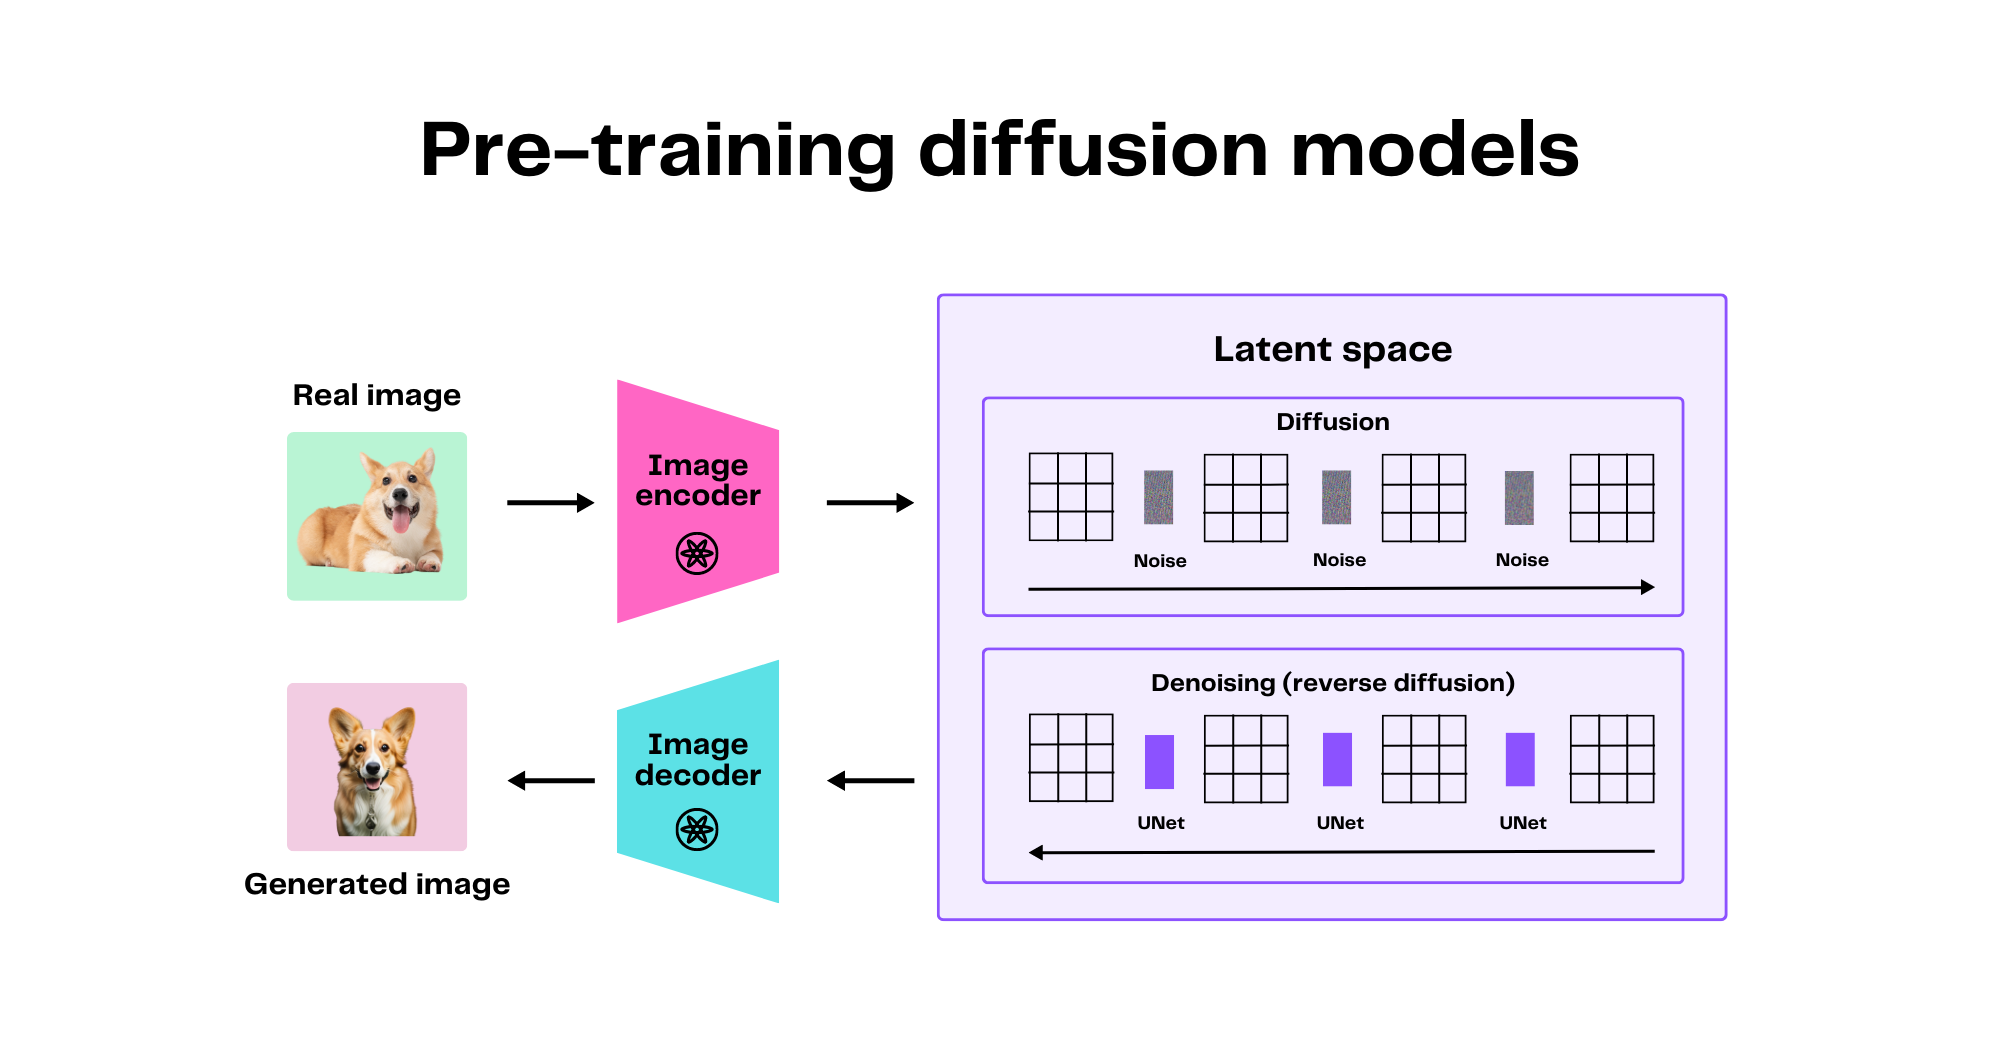 Pre-training diffusion models
Real image
Image
encoder
Latent space
Diffusion
Noise
Noise
Noise
Denoising (reverse diffusion)
UNet
UNet
UNet
Image
decoder
Generated image